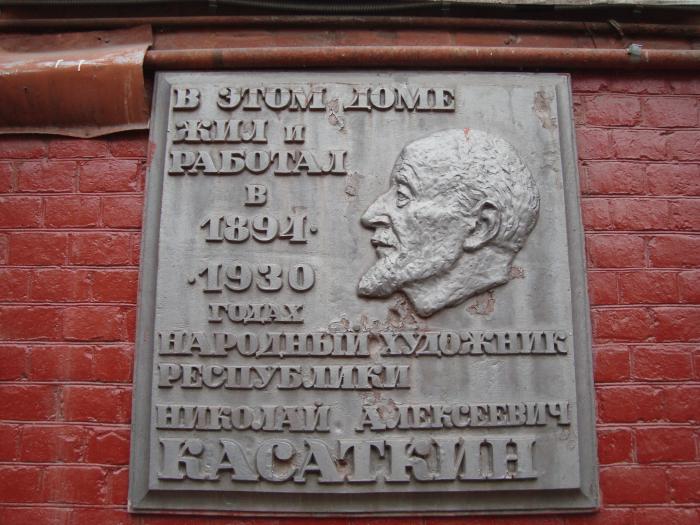 В ЭТОМ ДОМЕ
ЖИЛ И
РАБОТАЛ
В
1894·
·1930
ГОДАХ
НАРОДНЫЙ ХУДОЖНИК
РЕСПУБЛИКИ
НИКОЛАЙ АЛЕКСЕЕВИЧ
КАСАТКИН